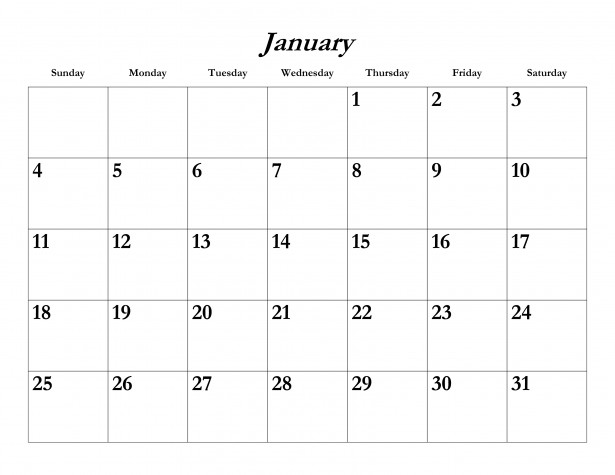 January
Sunday Monday Tuesday Wednesday Thursday Friday Saturday
1 2 3
4 5 6 7 8 9 10
11 12 13 14 15 16 17
18 19 20 21 22 23 24
25 26 27 28 29 30 31